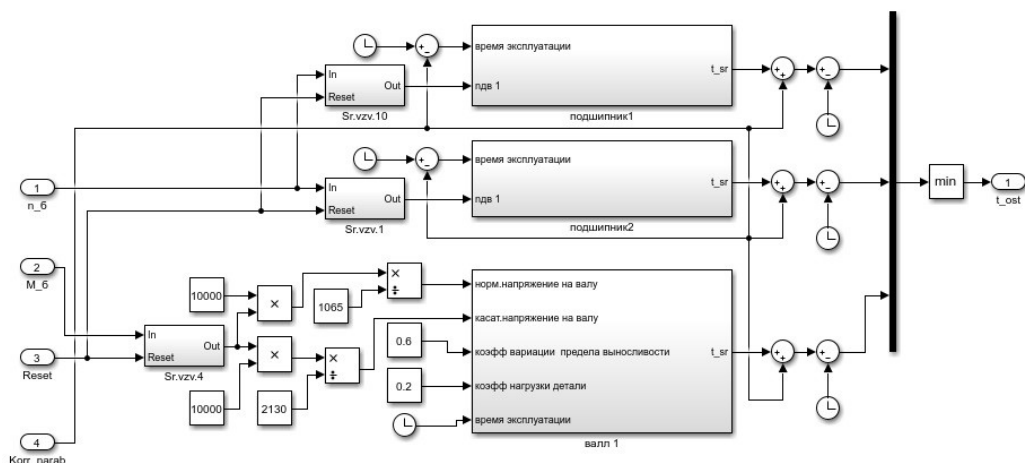 время эксплуатации
пдв 1
t_sr
подшипник1
In
Reset
Out
Sr.vzv.10
время эксплуатации
пдв 1
t_sr
подшипник2
In
Reset
Out
Sr.vzv.1
1
n_6
2
M_6
3
Reset
4
Korr_narab
In
Reset
Out
Sr.vzv.4
10000
×
1065
×
÷
10000
×
2130
×
÷
0.6
0.2
норм.напряжение на валу
касат.напряжение на валу
коэфф вариации предела выносливости
коэфф нагрузки детали
время эксплуатации
t_sr
валл 1
min
1
t_ost